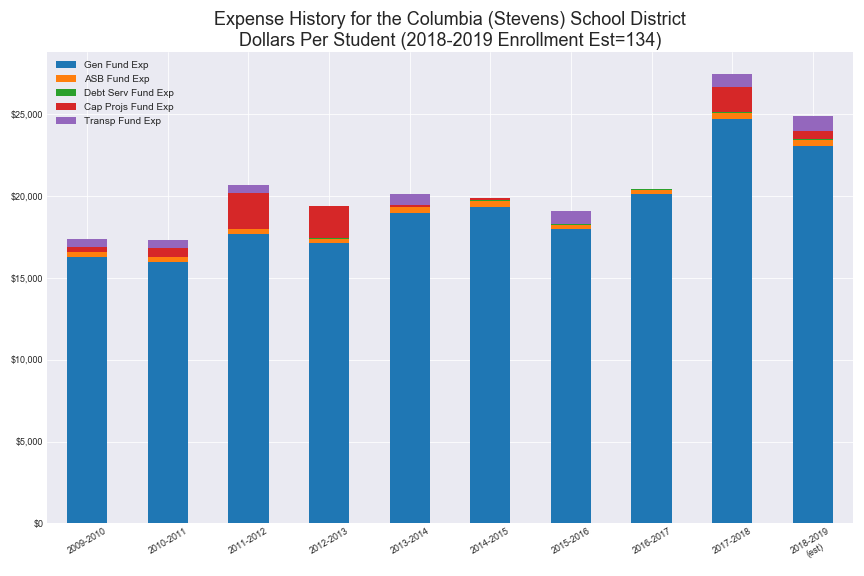 Expense History for the Columbia (Stevens) School District
Dollars Per Student (2018-2019 Enrollment Est=134)
Gen Fund Exp
ASB Fund Exp
Debt Serv Fund Exp
Cap Projs Fund Exp
Transp Fund Exp
$25,000
$20,000
$15,000
$10,000
$5,000
$0
2009-2010
2010-2011
2011-2012
2012-2013
2013-2014
2014-2015
2015-2016
2016-2017
2017-2018
2018-2019
(est)